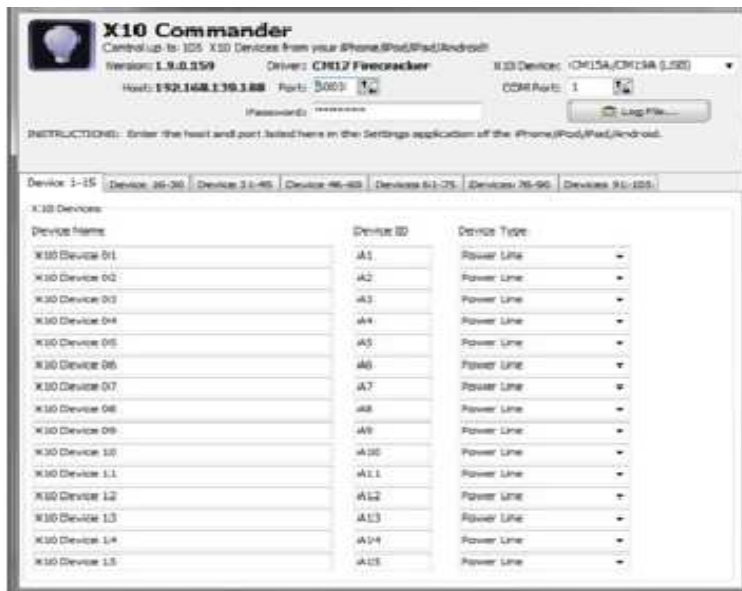 X10 Commander
Control up to 105 X10 Devices from your iPhone/iPod/iPad/Android!
Version: 1.9.0.159 Driver: CM17 Firecracker X10 Device: CM15A/CM19A (USB)
Host: 192.168.139.188 Port: 5003 COM Port: 1
Password: ********
Log File...
INSTRUCTIONS: Enter the host and port listed here in the Settings application of the iPhone/iPod/iPad/Android.
Device 1-15 Device 16-30 Device 31-45 Device 46-60 Devices 61-75 Devices 76-90 Devices 91-105
X10 Devices
Device Name Device ID Device Type
X10 Device 01 A1 Power Line
X10 Device 02 A2 Power Line
X10 Device 03 A3 Power Line
X10 Device 04 A4 Power Line
X10 Device 05 A5 Power Line
X10 Device 06 A6 Power Line
X10 Device 07 A7 Power Line
X10 Device 08 A8 Power Line
X10 Device 09 A9 Power Line
X10 Device 10 A10 Power Line
X10 Device 11 A11 Power Line
X10 Device 12 A12 Power Line
X10 Device 13 A13 Power Line
X10 Device 14 A14 Power Line
X10 Device 15 A15 Power Line